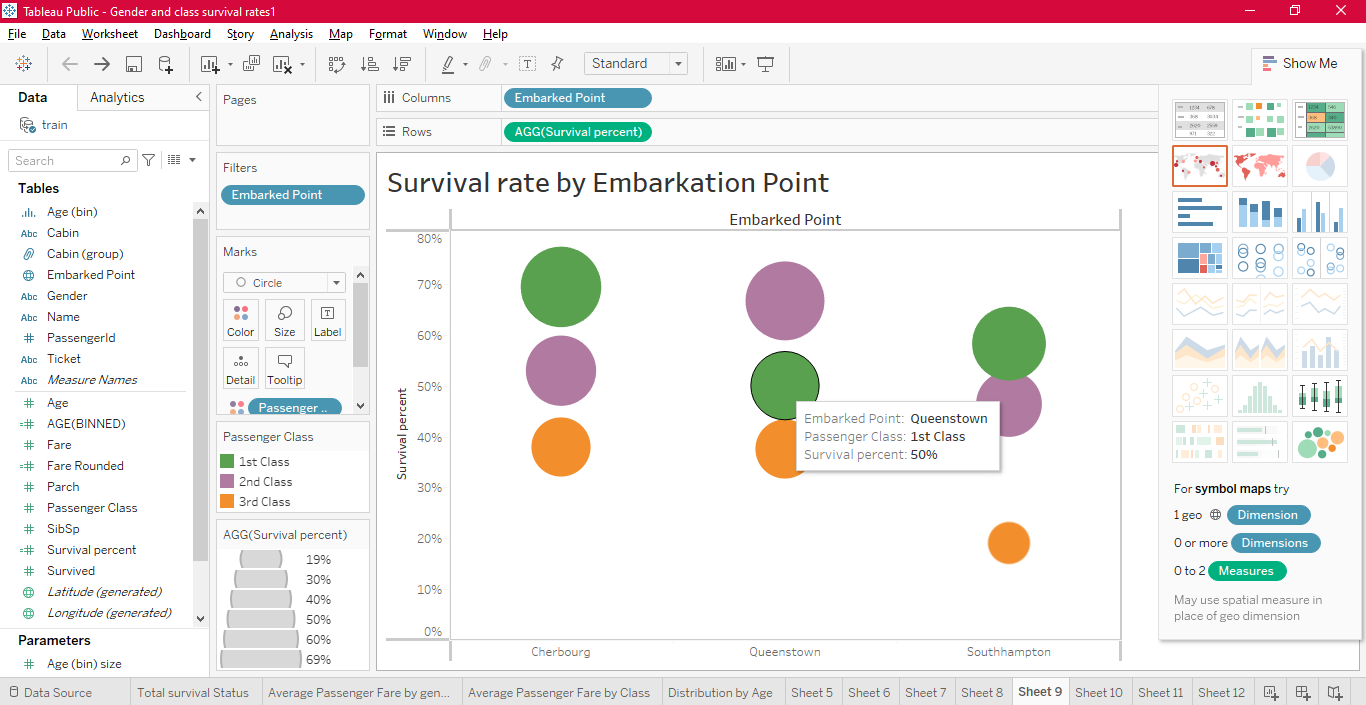 Tableau Public - Gender and class survival rates1
File Data Worksheet Dashboard Story Analysis Map Format Window Help
Standard
Show Me
Data Analytics
train
Search
Tables
Age (bin)
Abc Cabin
Cabin (group)
Embarked Point
Abc Gender
Abc Name
PassengerId
Abc Ticket
Abc Measure Names
Age
AGE(BINNED)
Fare
Fare Rounded
Parch
Passenger Class
SibSp
Survival percent
Survived
Latitude (generated)
Longitude (generated)
Parameters
Age (bin) size
Pages
Filters
Embarked Point
Marks
Circle
Color Size Label
Detail Tooltip
Passenger ..
Passenger Class
1st Class
2nd Class
3rd Class
AGG(Survival percent)
19%
30%
40%
50%
60%
69%
Columns Embarked Point
Rows AGG(Survival percent)
Survival rate by Embarkation Point
Embarked Point
80%
70%
60%
50%
40%
30%
20%
10%
0%
Survival percent
Embarked Point: Queenstown
Passenger Class: 1st Class
Survival percent: 50%
Cherbourg Queenstown Southhampton
For symbol maps try
1 geo Dimension
0 or more Dimensions
0 to 2 Measures
May use spatial measure in
place of geo dimension
Data Source Total survival Status Average Passenger Fare by gen... Average Passenger Fare by Class Distribution by Age Sheet 5 Sheet 6 Sheet 7 Sheet 8 Sheet 9 Sheet 10 Sheet 11 Sheet 12